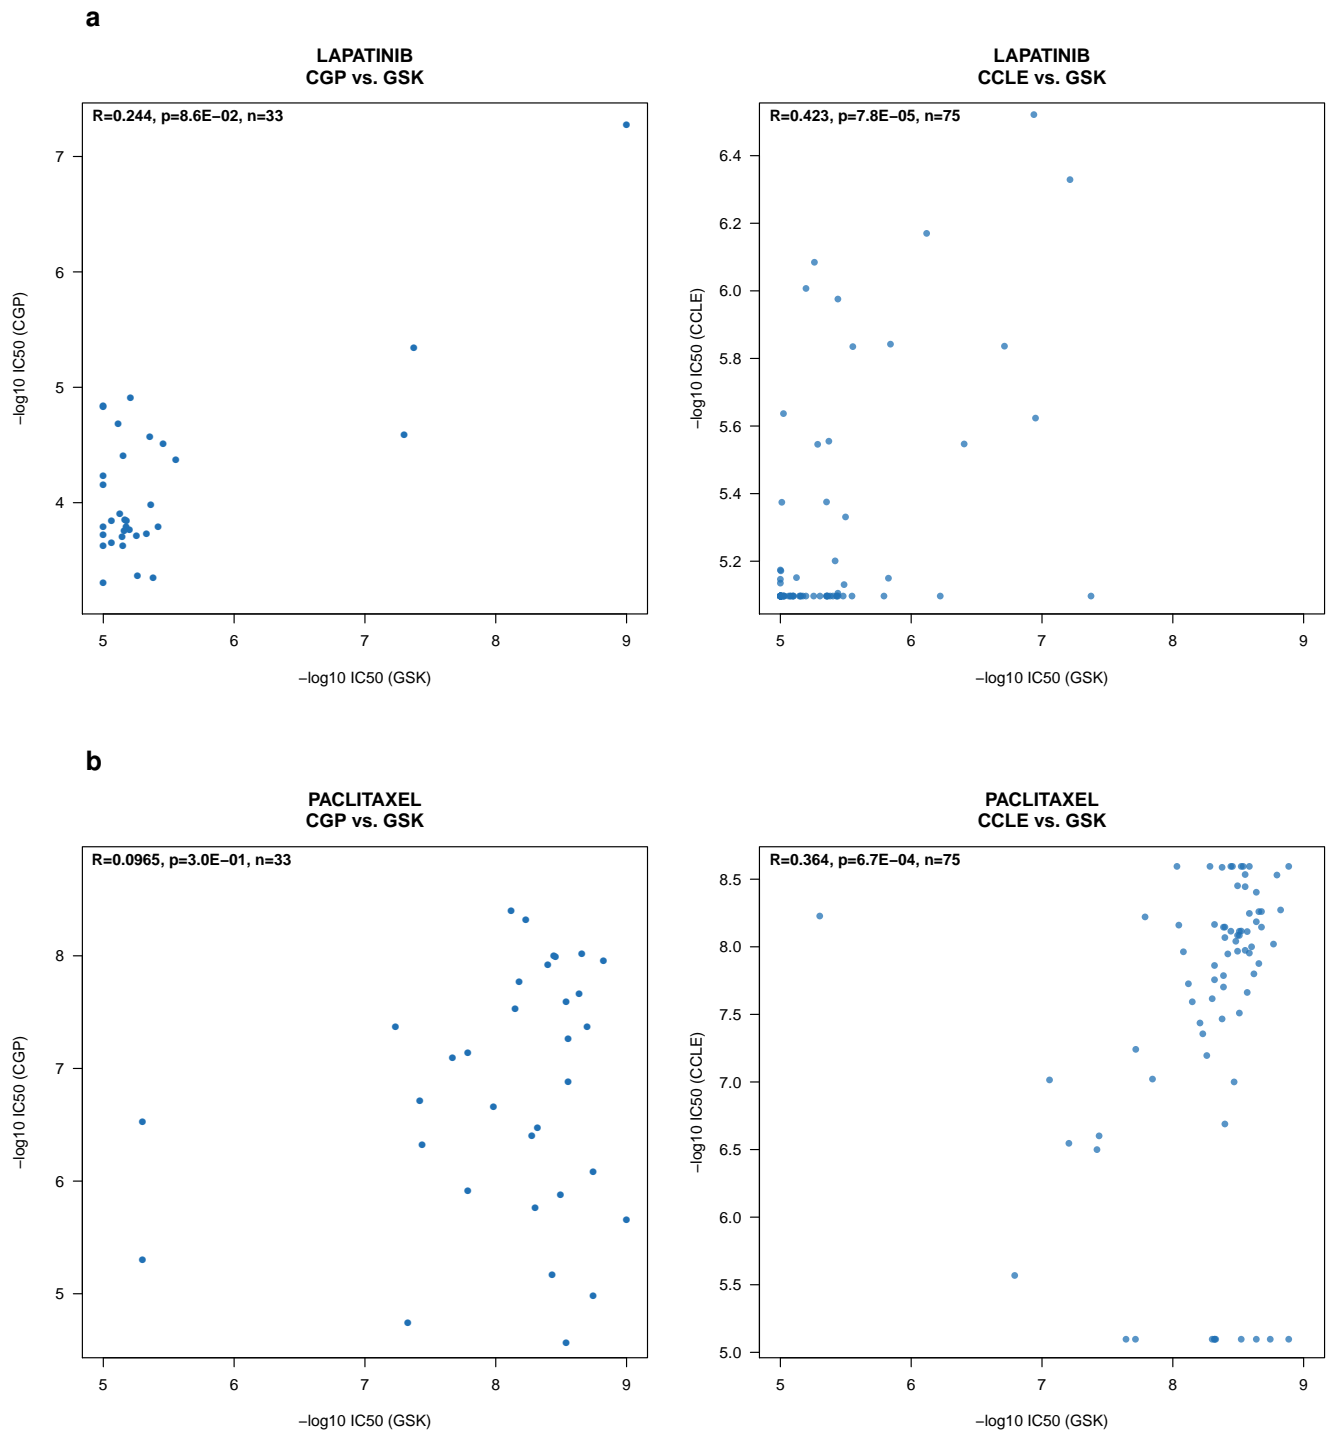 a
LAPATINIB
CGP vs. GSK
R=0.244, p=8.6E−02, n=33
7
6
5
4
−log10 IC50 (CGP)
5 6 7 8 9
−log10 IC50 (GSK)
LAPATINIB
CCLE vs. GSK
R=0.423, p=7.8E−05, n=75
6.4
6.2
6.0
5.8
5.6
5.4
5.2
−log10 IC50 (CCLE)
5 6 7 8 9
−log10 IC50 (GSK)
b
PACLITAXEL
CGP vs. GSK
R=0.0965, p=3.0E−01, n=33
8
7
6
5
−log10 IC50 (CGP)
5 6 7 8 9
−log10 IC50 (GSK)
PACLITAXEL
CCLE vs. GSK
R=0.364, p=6.7E−04, n=75
8.5
8.0
7.5
7.0
6.5
6.0
5.5
5.0
−log10 IC50 (CCLE)
5 6 7 8 9
−log10 IC50 (GSK)